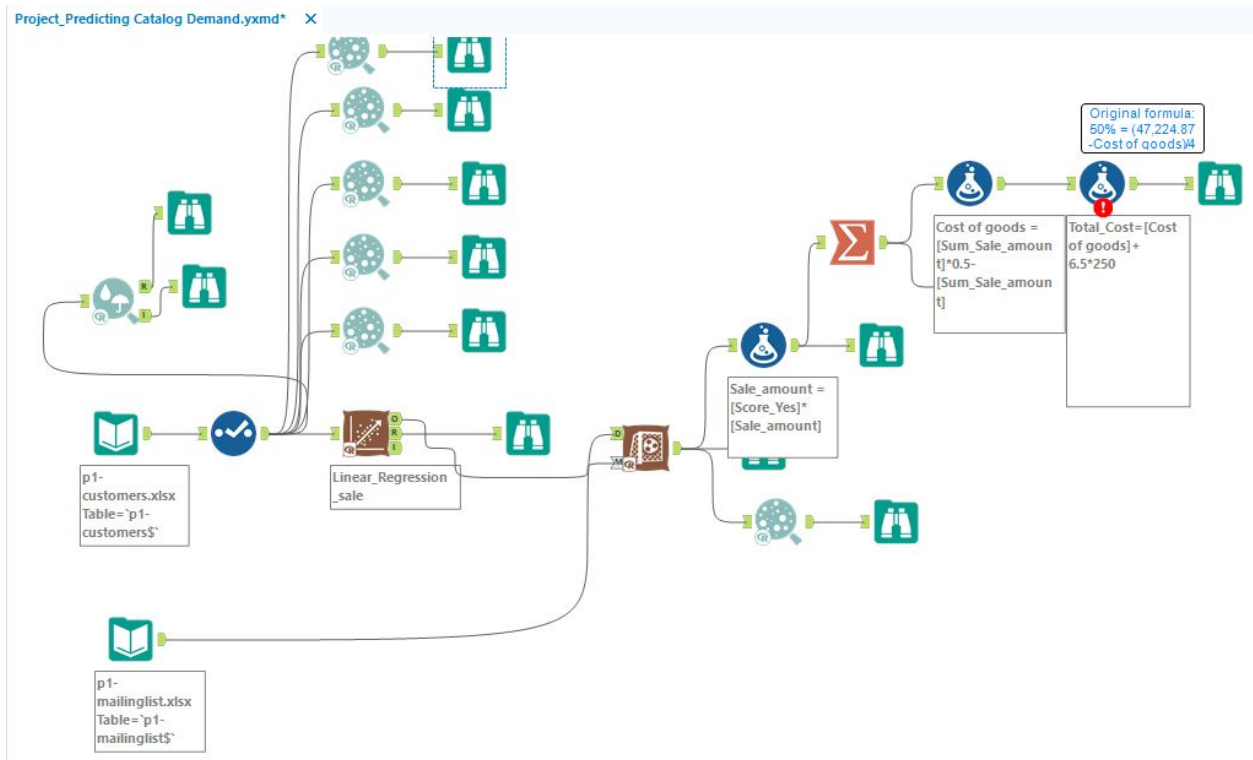 Project_Predicting Catalog Demand.yxmd* X
Original formula:
50% = (47,224.87
-Cost of goods)/4
Cost of goods =
[Sum_Sale_amoun
t]*0.5-
[Sum_Sale_amoun
t]
Total_Cost=[Cost
of goods]+
6.5*250
R
I
Sale_amount =
[Score_Yes]*
[Sale_amount]
O
R
I
D
M
p1-
customers.xlsx
Table=`p1-
customers$`
Linear_Regression
_sale
p1-
mailinglist.xlsx
Table=`p1-
mailinglist$`